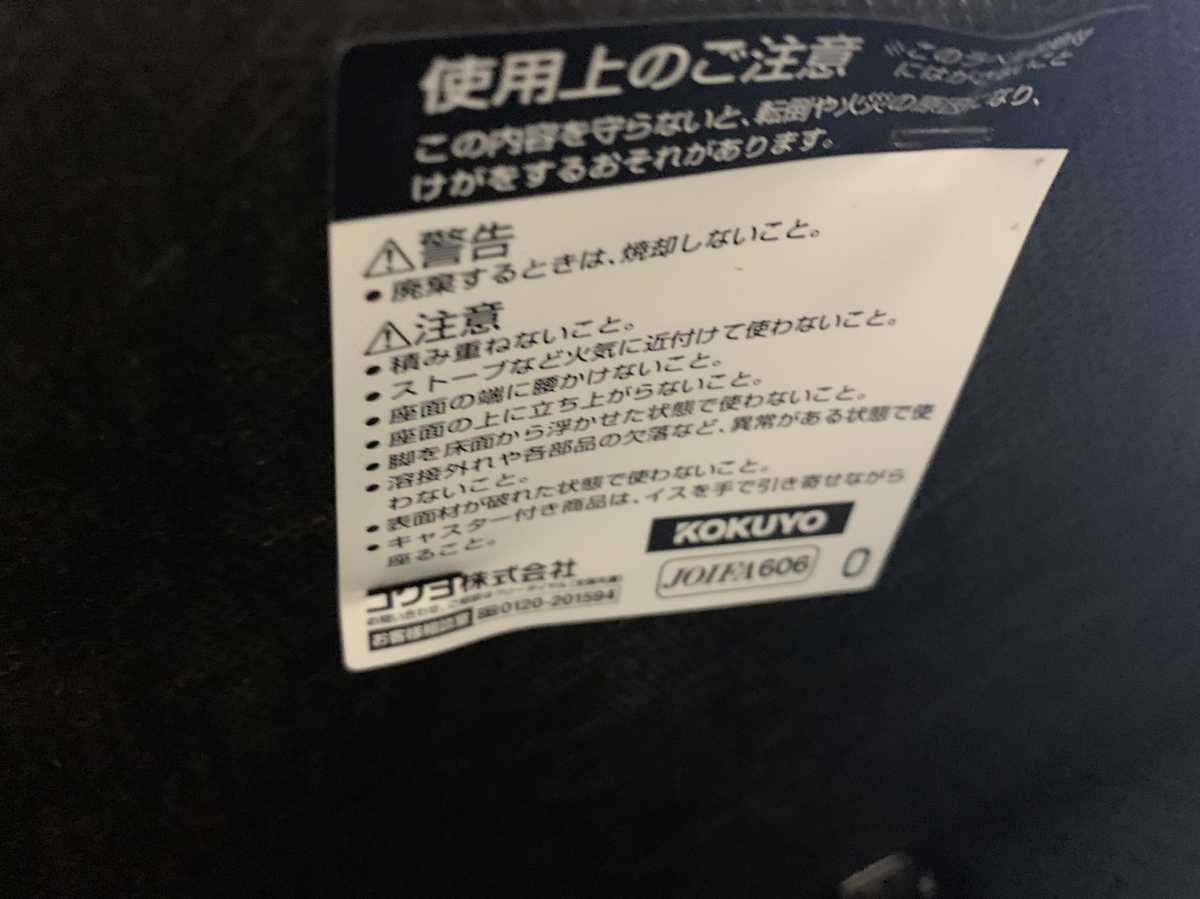 使用上のご注意
※この
にはがさないこと
この内容を守らないと、転倒や火災の原因になり、
けがをするおそれがあります。
⚠警告
• 廃棄するときは、焼却しないこと。
⚠注意
• 積み重ねないこと。
• ストーブなど火気に近付けて使わないこと。
• 座面の端に腰かけないこと。
• 座面の上に立ち上がらないこと。
• 脚を床面から浮かせた状態で使わないこと。
• 溶接外れや各部品の欠落など、異常がある状態で使
わないこと。
• 表面材が破れた状態で使わないこと。
• キャスター付き商品は、イスを手で引き寄せながら
座ること。
KOKUYO
コクヨ株式会社
JOIFA606
0
お客様相談室 0120-201594